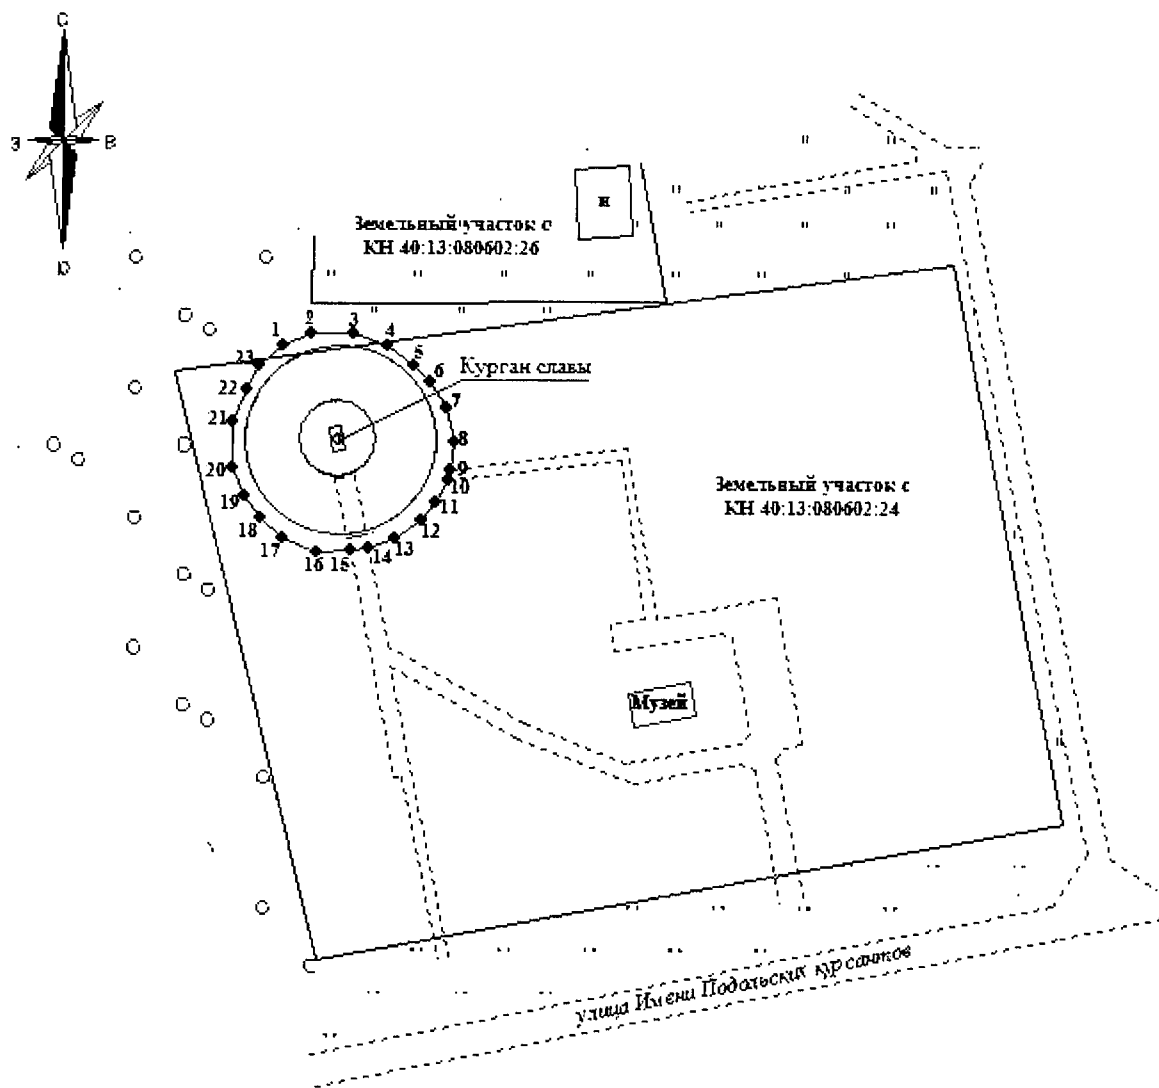 С
З В
Ю
н
Земельный участок с
КН 40:13:080602:26
1 2 3 4
5
23
6
Курган славы
22
7
21
8
20
9
10
Земельный участок с
КН 40:13:080602:24
19
11
18
12
17
16 15 14 13
Музей
улица Имени Подольских курсантов